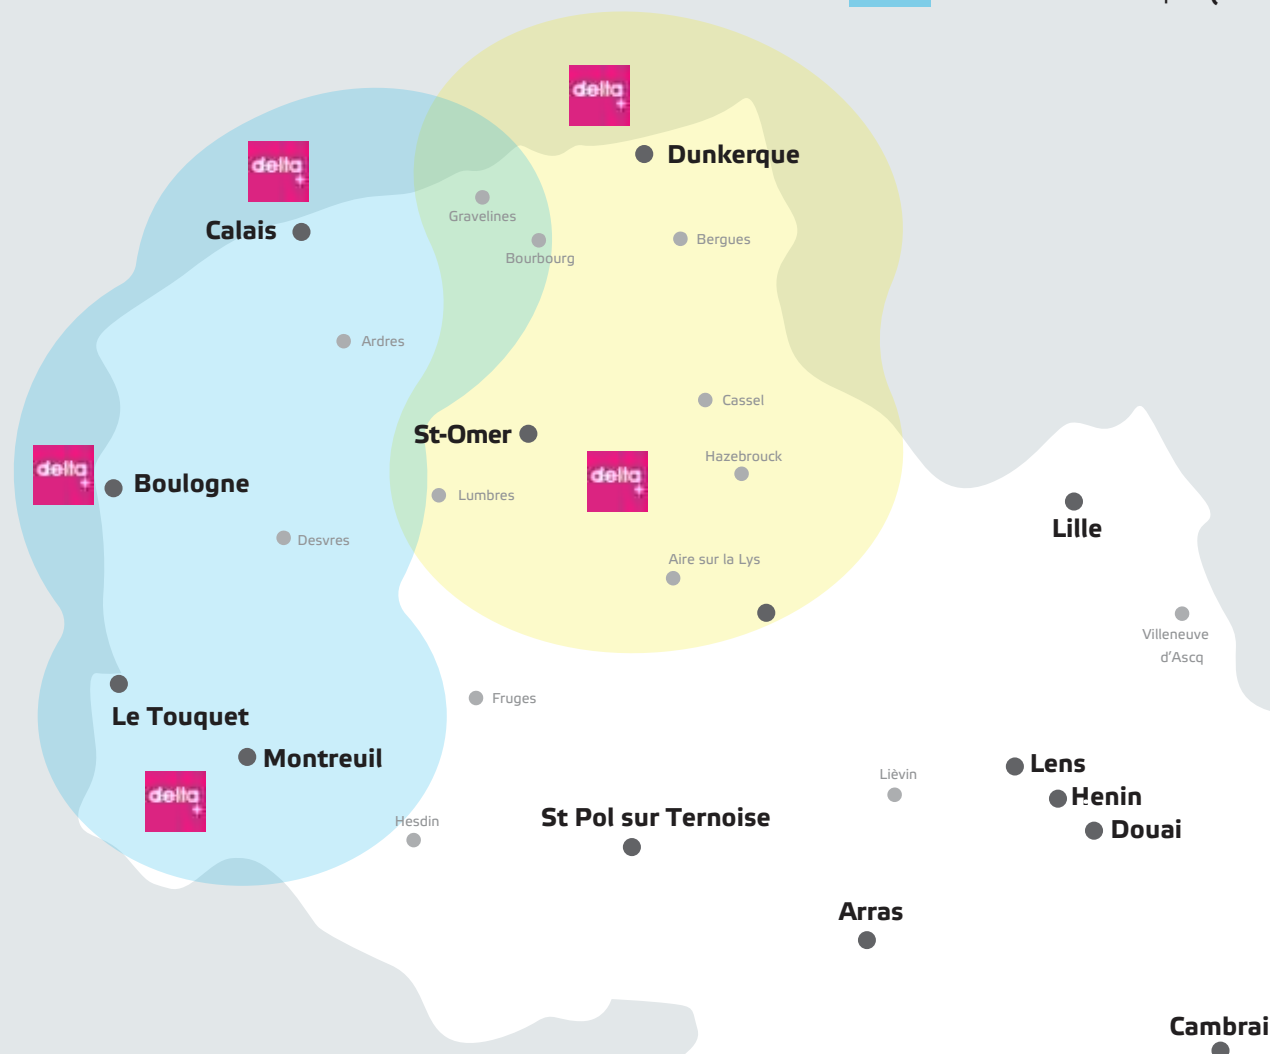 delta
+
Dunkerque
delta
+
Gravelines
Calais
Bergues
Bourbourg
Ardres
Cassel
St-Omer
Hazebrouck
delta
+
delta
+
Boulogne
Lumbres
Lille
Desvres
Aire sur la Lys
Villeneuve
d'Ascq
Fruges
Le Touquet
Montreuil
Lens
Lièvin
delta
+
Henin
Hesdin
St Pol sur Ternoise
Douai
Arras
Cambrai